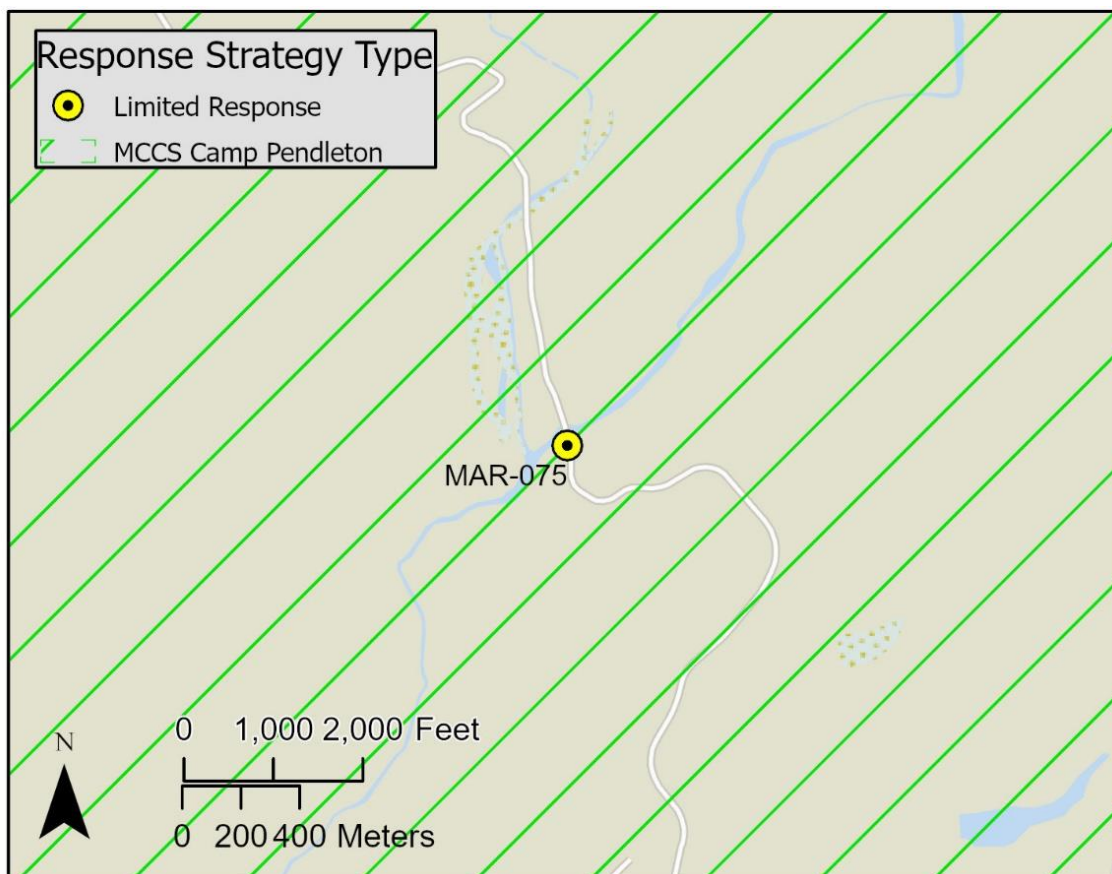 Response Strategy Type
Limited Response
MCCS Camp Pendleton
MAR-075
0 1,000 2,000 Feet
N
0 200 400 Meters